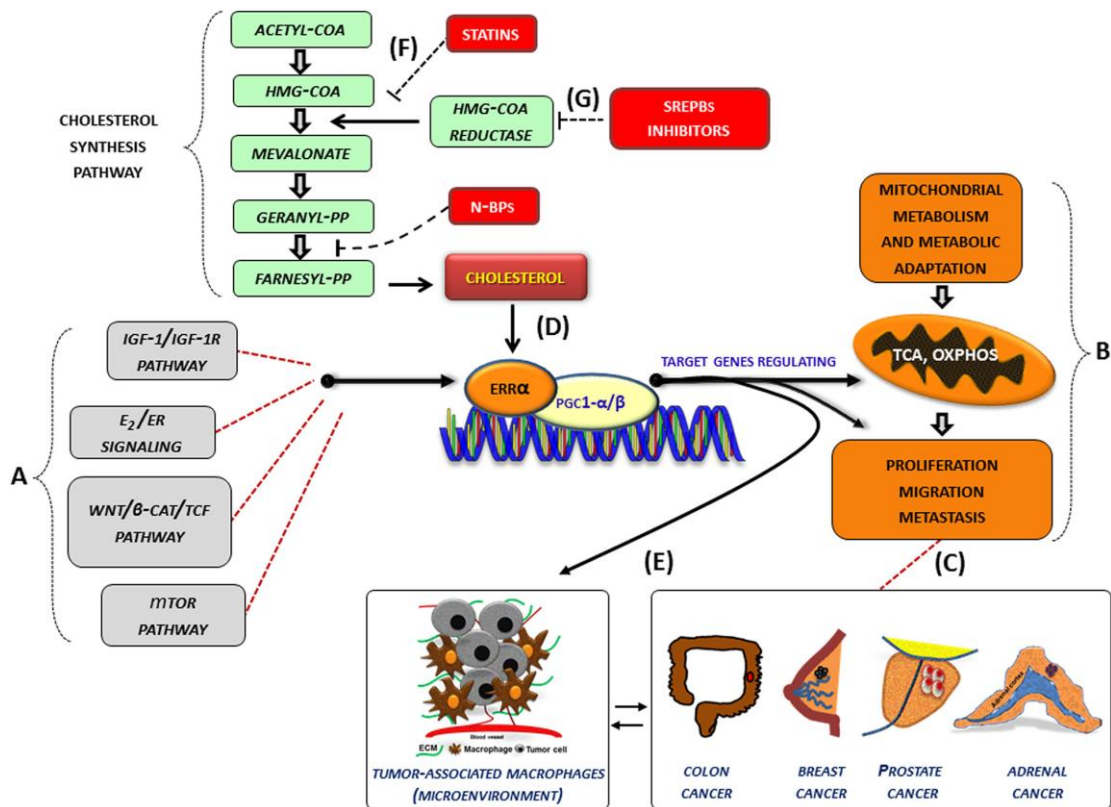 ACETYL-COA
(F)
STATINS
HMG-COA
CHOLESTEROL
SYNTHESIS
PATHWAY
HMG-COA
REDUCTASE
(G)
SREPBs
INHIBITORS
MEVALONATE
GERANYL-PP
N-BPs
FARNESYL-PP
CHOLESTEROL
(D)
MITOCHONDRIAL
METABOLISM
AND METABOLIC
ADAPTATION
TCA, OXPHOS
B
A
IGF-1/IGF-1R
PATHWAY
E2/ER
SIGNALING
WNT/β-CAT/TCF
PATHWAY
mTOR
PATHWAY
ERRα
PGC1-α/β
TARGET GENES REGULATING
PROLIFERATION
MIGRATION
METASTASIS
(E)
(C)
Blood vessel
ECM
Macrophage
Tumor cell
TUMOR-ASSOCIATED MACROPHAGES
(MICROENVIRONMENT)
COLON
CANCER
BREAST
CANCER
PROSTATE
CANCER
Adrenal cortex
ADRENAL
CANCER